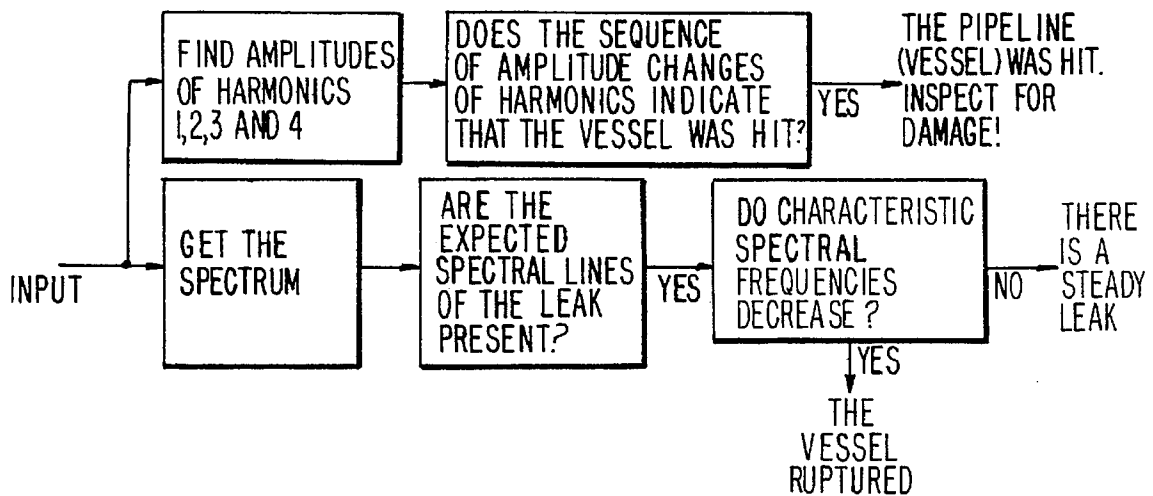 FIND AMPLITUDES
OF HARMONICS
1,2,3 AND 4
DOES THE SEQUENCE
OF AMPLITUDE CHANGES
OF HARMONICS INDICATE
THAT THE VESSEL WAS HIT?
YES
THE PIPELINE
(VESSEL) WAS HIT.
INSPECT FOR
DAMAGE!
INPUT
GET THE
SPECTRUM
ARE THE
EXPECTED
SPECTRAL LINES
OF THE LEAK
PRESENT?
YES
DO CHARACTERISTIC
SPECTRAL
FREQUENCIES
DECREASE?
NO
THERE
IS A
STEADY
LEAK
YES
THE
VESSEL
RUPTURED